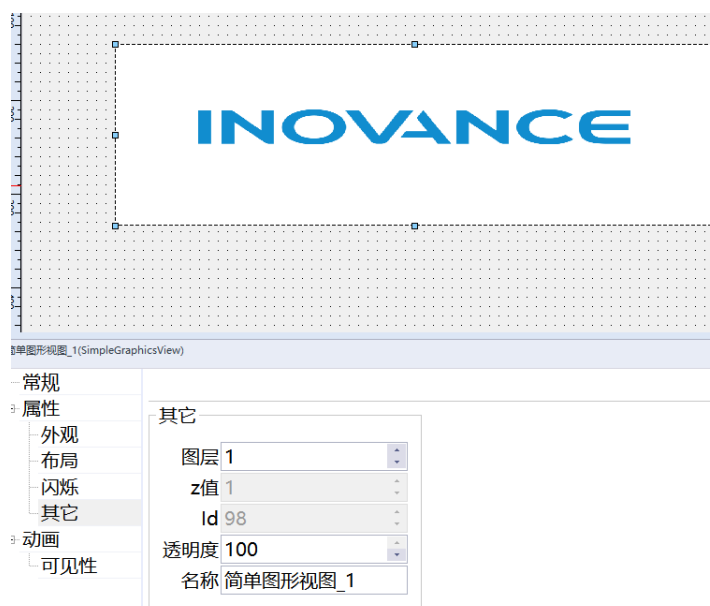 INOVANCE
简单图形视图_1(SimpleGraphicsView)
常规
属性
外观
布局
闪烁
其它
动画
可见性
其它
图层 1
z值 1
Id 98
透明度 100
名称 简单图形视图_1